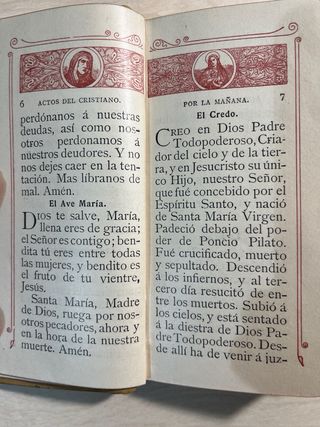 6 ACTOS DEL CRISTIANO.
perdónanos á nuestras
deudas, así como nos-
otros perdonamos á
nuestros deudores. Y no
nos dejes caer en la ten-
tación. Mas líbranos de
mal. Amén.
El Ave María.
DIOS te salve, María,
llena eres de gracia;
el Señor es contigo; bendi-
ta tú eres entre todas
las mujeres, y bendito es
el fruto de tu vientre,
Jesús.
Santa María, Madre
de Dios, ruega por nos-
otros pecadores, ahora y
en la hora de nuestra
muerte. Amén.
POR LA MAÑANA. 7
El Credo.
CREO en Dios Padre
Todopoderoso, Cria-
dor del cielo y de la tie-
rra, y en Jesucristo su úni-
co Hijo, nuestro Señor,
que fué concebido por el
Espíritu Santo, y nació
de Santa María Virgen.
Padeció debajo del poder
de Poncio Pilato.
Fué crucificado, muerto
y sepultado. Descendió
á los infiernos, y al ter-
cero día resucitó de en-
tre los muertos. Subió á
los cielos, y está sentado
á la diestra de Dios Pa-
dre Todopoderoso. Des-
de allí ha de venir á juz-